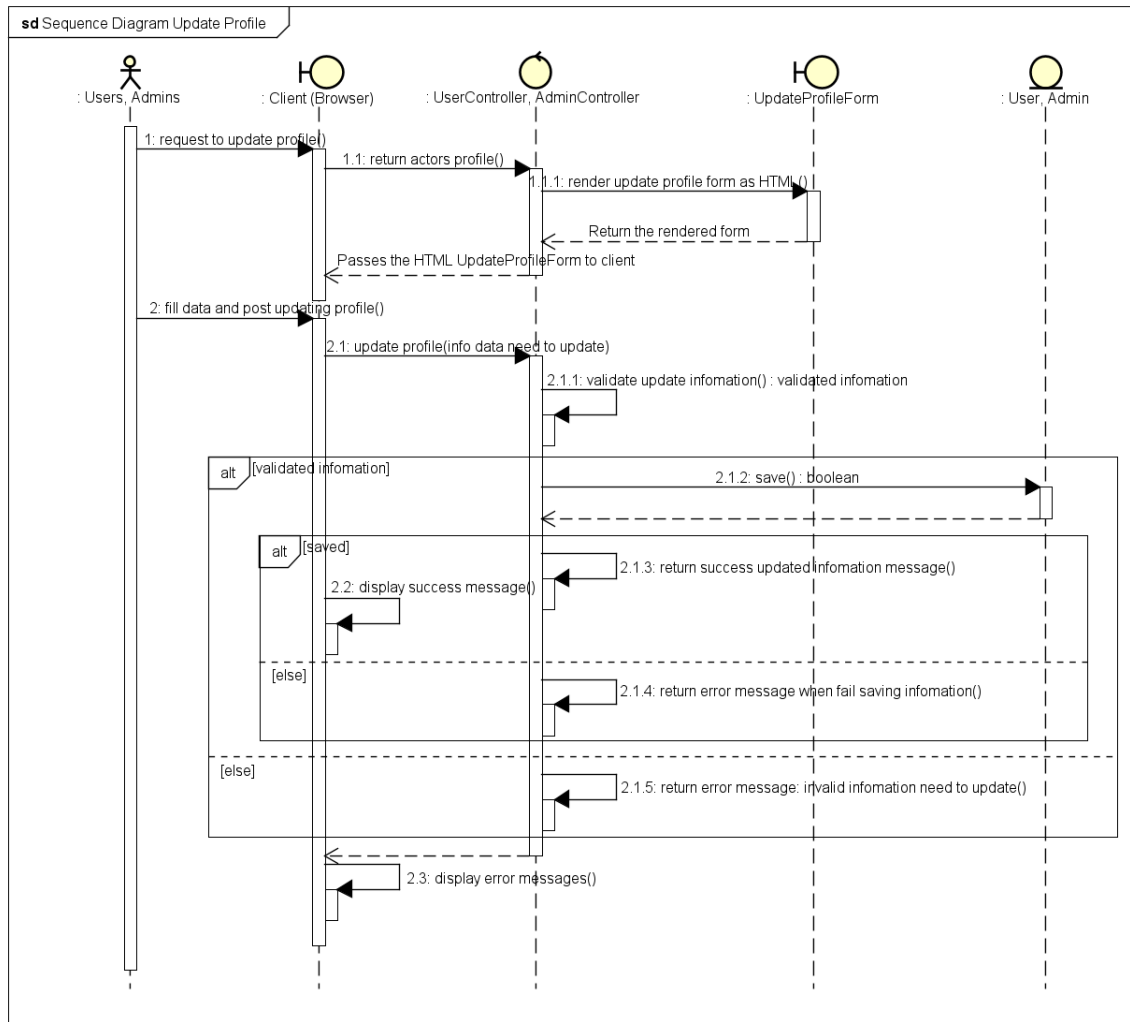 sd Sequence Diagram Update Profile
: Users, Admins
: Client (Browser)
: UserController, AdminController
: UpdateProfileForm
: User, Admin
1: request to update profile()
1.1: return actors profile()
1.1.1: render update profile form as HTML()
Return the rendered form
Passes the HTML UpdateProfileForm to client
2: fill data and post updating profile()
2.1: update profile(info data need to update)
2.1.1: validate update infomation() : validated infomation
alt [validated infomation]
2.1.2: save() : boolean
alt [saved]
2.1.3: return success updated infomation message()
2.2: display success message()
[else]
2.1.4: return error message when fail saving infomation()
[else]
2.1.5: return error message: invalid infomation need to update()
2.3: display error messages()